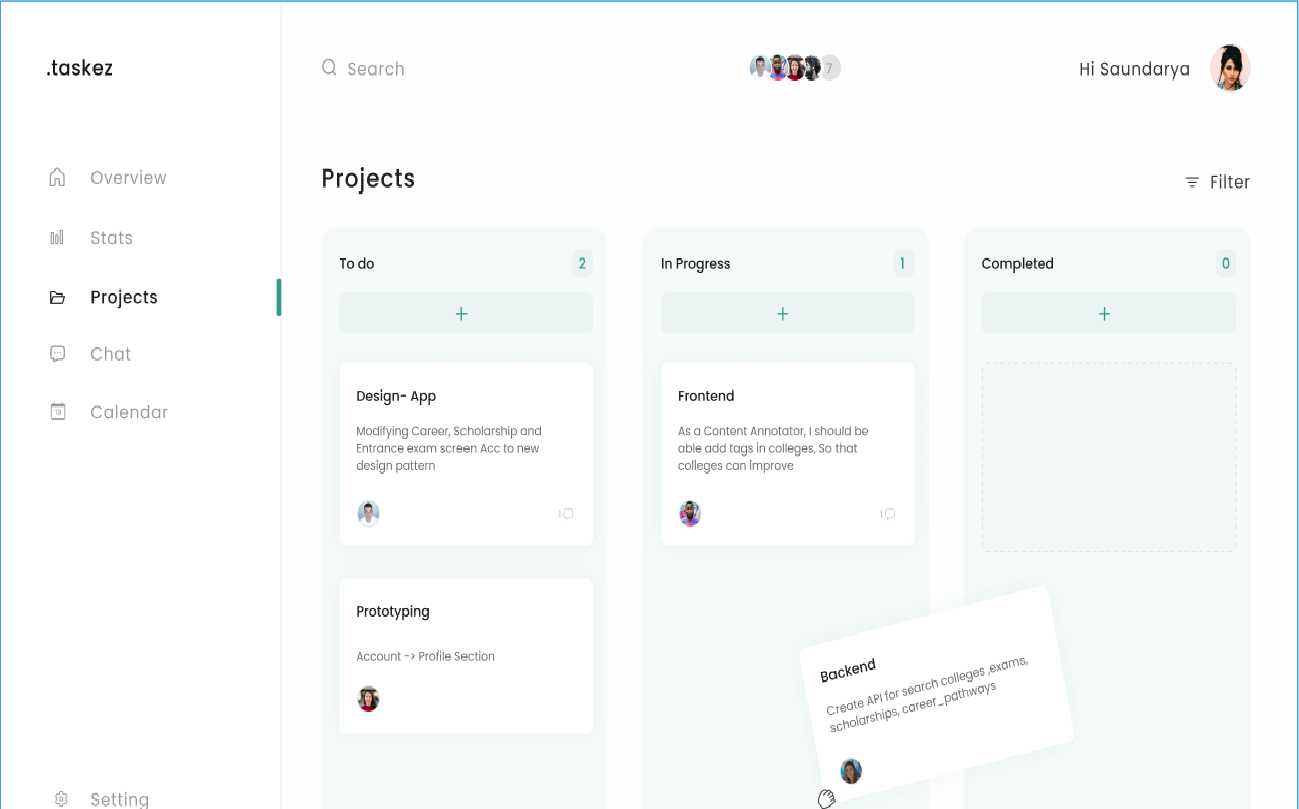 .taskez
Search
7
Hi Saundarya
Overview
Stats
Projects
Chat
19
Calendar
Setting
Projects
Filter
To do
2
+
Design- App
Modifying Career, Scholarship and
Entrance exam screen Acc to new
design pattern
1
Prototyping
Account -> Profile Section
In Progress
1
+
Frontend
As a Content Annotator, I should be
able add tags in colleges, So that
colleges can improve
1
Completed
0
+
Backend
Create API for search colleges ,exams,
scholarships, career_pathways